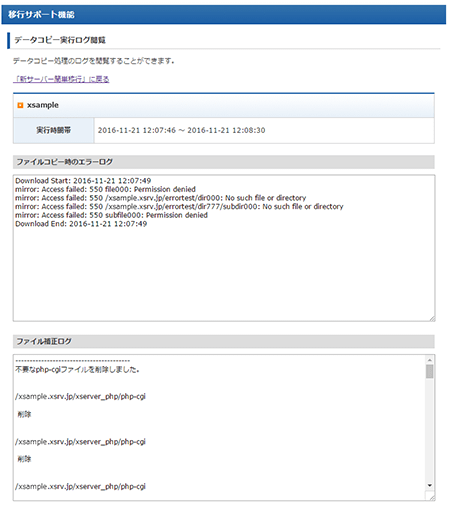 移行サポート機能
データコピー実行ログ閲覧
データコピー処理のログを閲覧することができます。
「新サーバー簡単移行」に戻る
xsample
実行時間帯 2016-11-21 12:07:46 ～ 2016-11-21 12:08:30
ファイルコピー時のエラーログ
Download Start: 2016-11-21 12:07:49
mirror: Access failed: 550 file000: Permission denied
mirror: Access failed: 550 /xsample.xsrv.jp/errortest/dir000: No such file or directory
mirror: Access failed: 550 /xsample.xsrv.jp/errortest/dir777/subdir000: No such file or directory
mirror: Access failed: 550 subfile000: Permission denied
Download End: 2016-11-21 12:07:49
ファイル補正ログ
----------------------------------------
不要なphp-cgiファイルを削除しました。
/xsample.xsrv.jp/xserver_php/php-cgi
削除
/xsample.xsrv.jp/xserver_php/php-cgi
削除
/xsample.xsrv.jp/xserver_php/php-cgi